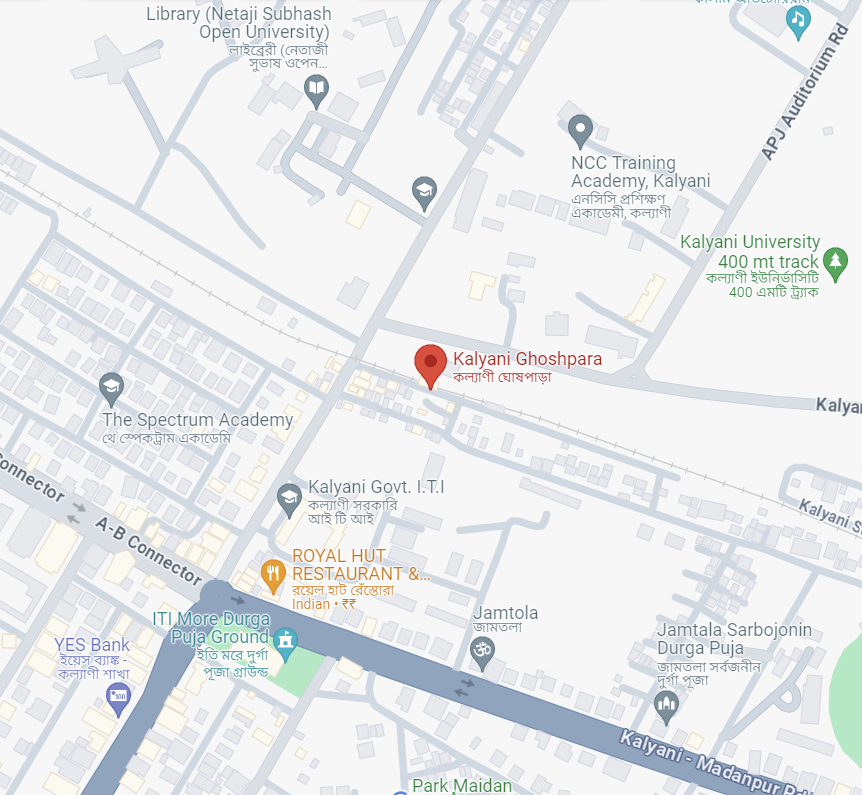 Library (Netaji Subhash
Open University)
লাইব্রেরী (নেতাজী
সুভাষ ওপেন...
APJ Auditorium Rd
NCC Training
Academy, Kalyani
এনসিসি প্রশিক্ষণ
একাডেমী, কল্যাণী
Kalyani University
400 mt track
কল্যাণী ইউনির্ভাসিটি
400 এমটি ট্র্যাক
Kalyani Ghoshpara
কল্যাণী ঘোষপাড়া
The Spectrum Academy
থে স্পেকট্রাম একাডেমি
Connector
A-B Connector
Kalyani Govt. I.T.I
কল্যাণী সরকারি
আই টি আই
ROYAL HUT
RESTAURANT &...
রয়েল হাট রেঁস্তোরা
Indian • ₹₹
ITI More Durga
Puja Ground
ইতি মরে দুর্গা
পূজা গ্রাউন্ড
YES Bank
ইয়েস ব্যাঙ্ক -
কল্যাণী শাখা
Jamtola
জামতলা
Jamtala Sarbojonin
Durga Puja
জামতলা সর্বজনীন
দুর্গা পূজা
Kalyani - Madanpur Rd
Park Maidan